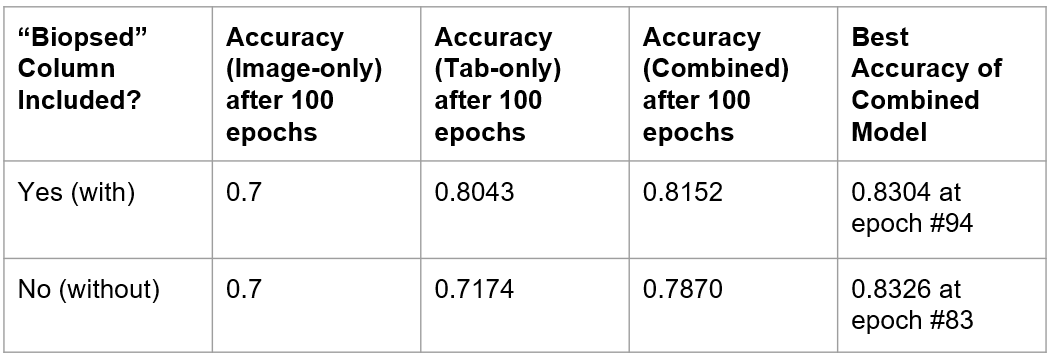 “Biopsed”
Column
Included?
Accuracy
(Image-only)
after 100
epochs
Accuracy
(Tab-only)
after 100
epochs
Accuracy
(Combined)
after 100
epochs
Best
Accuracy of
Combined
Model
Yes (with)
0.7
0.8043
0.8152
0.8304 at
epoch #94
No (without)
0.7
0.7174
0.7870
0.8326 at
epoch #83